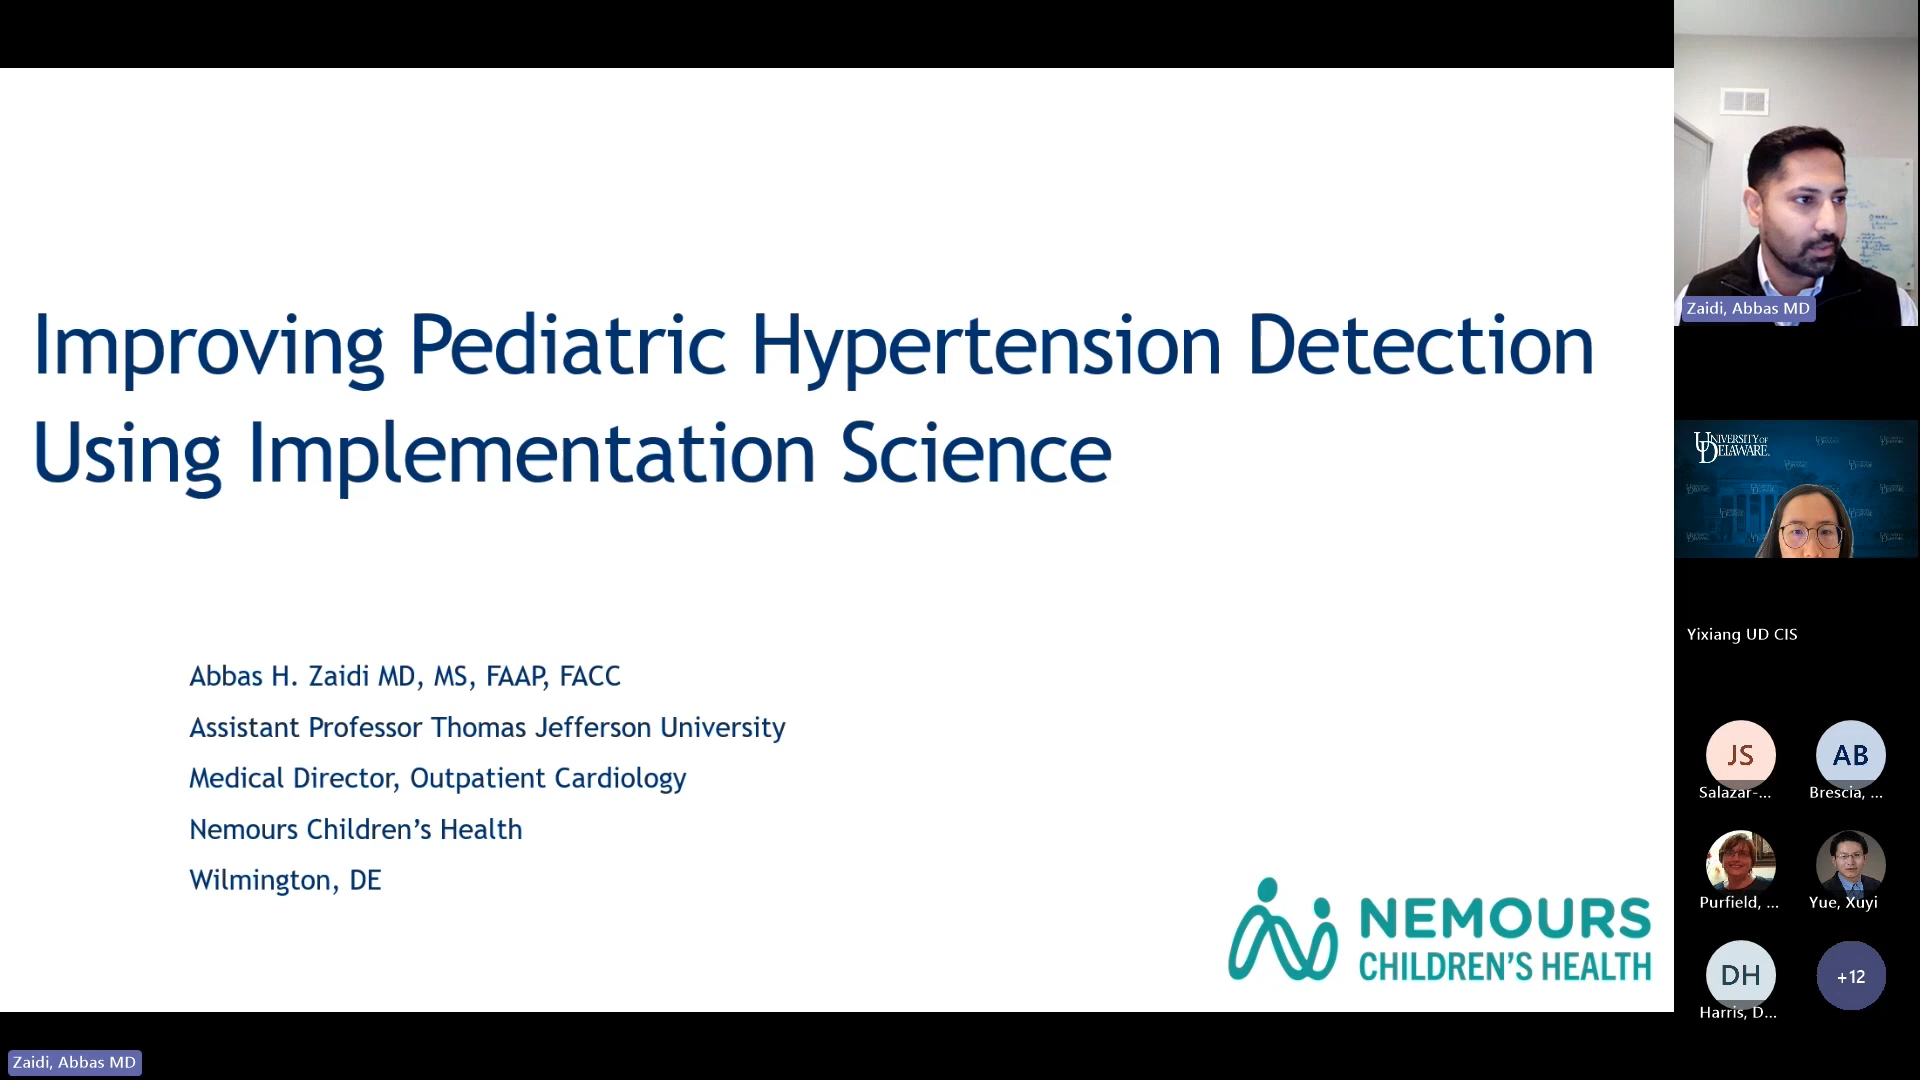 Improving Pediatric Hypertension Detection
Using Implementation Science
Abbas H. Zaidi MD, MS, FAAP, FACC
Assistant Professor Thomas Jefferson University
Medical Director, Outpatient Cardiology
Nemours Children’s Health
Wilmington, DE
NEMOURS
CHILDREN'S HEALTH
Zaidi, Abbas MD
Zaidi, Abbas MD
UNIVERSITY OF
DELAWARE
Yixiang UD CIS
JS
Salazar-...
AB
Brescia, ...
Purfield, ...
Yue, Xuyi
DH
Harris, D...
+12